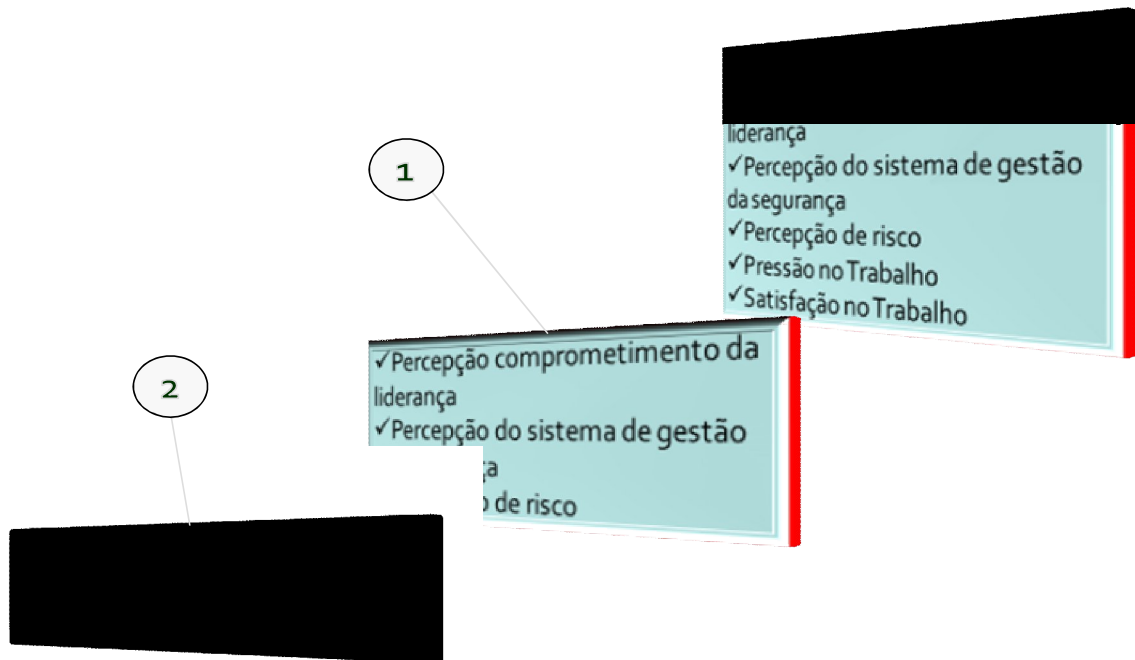 liderança
✓Percepção do sistema de gestão
da segurança
✓Percepção de risco
✓Pressão no Trabalho
✓Satisfação no Trabalho
1
✓Percepção comprometimento da
liderança
✓Percepção do sistema de gestão
de risco
2